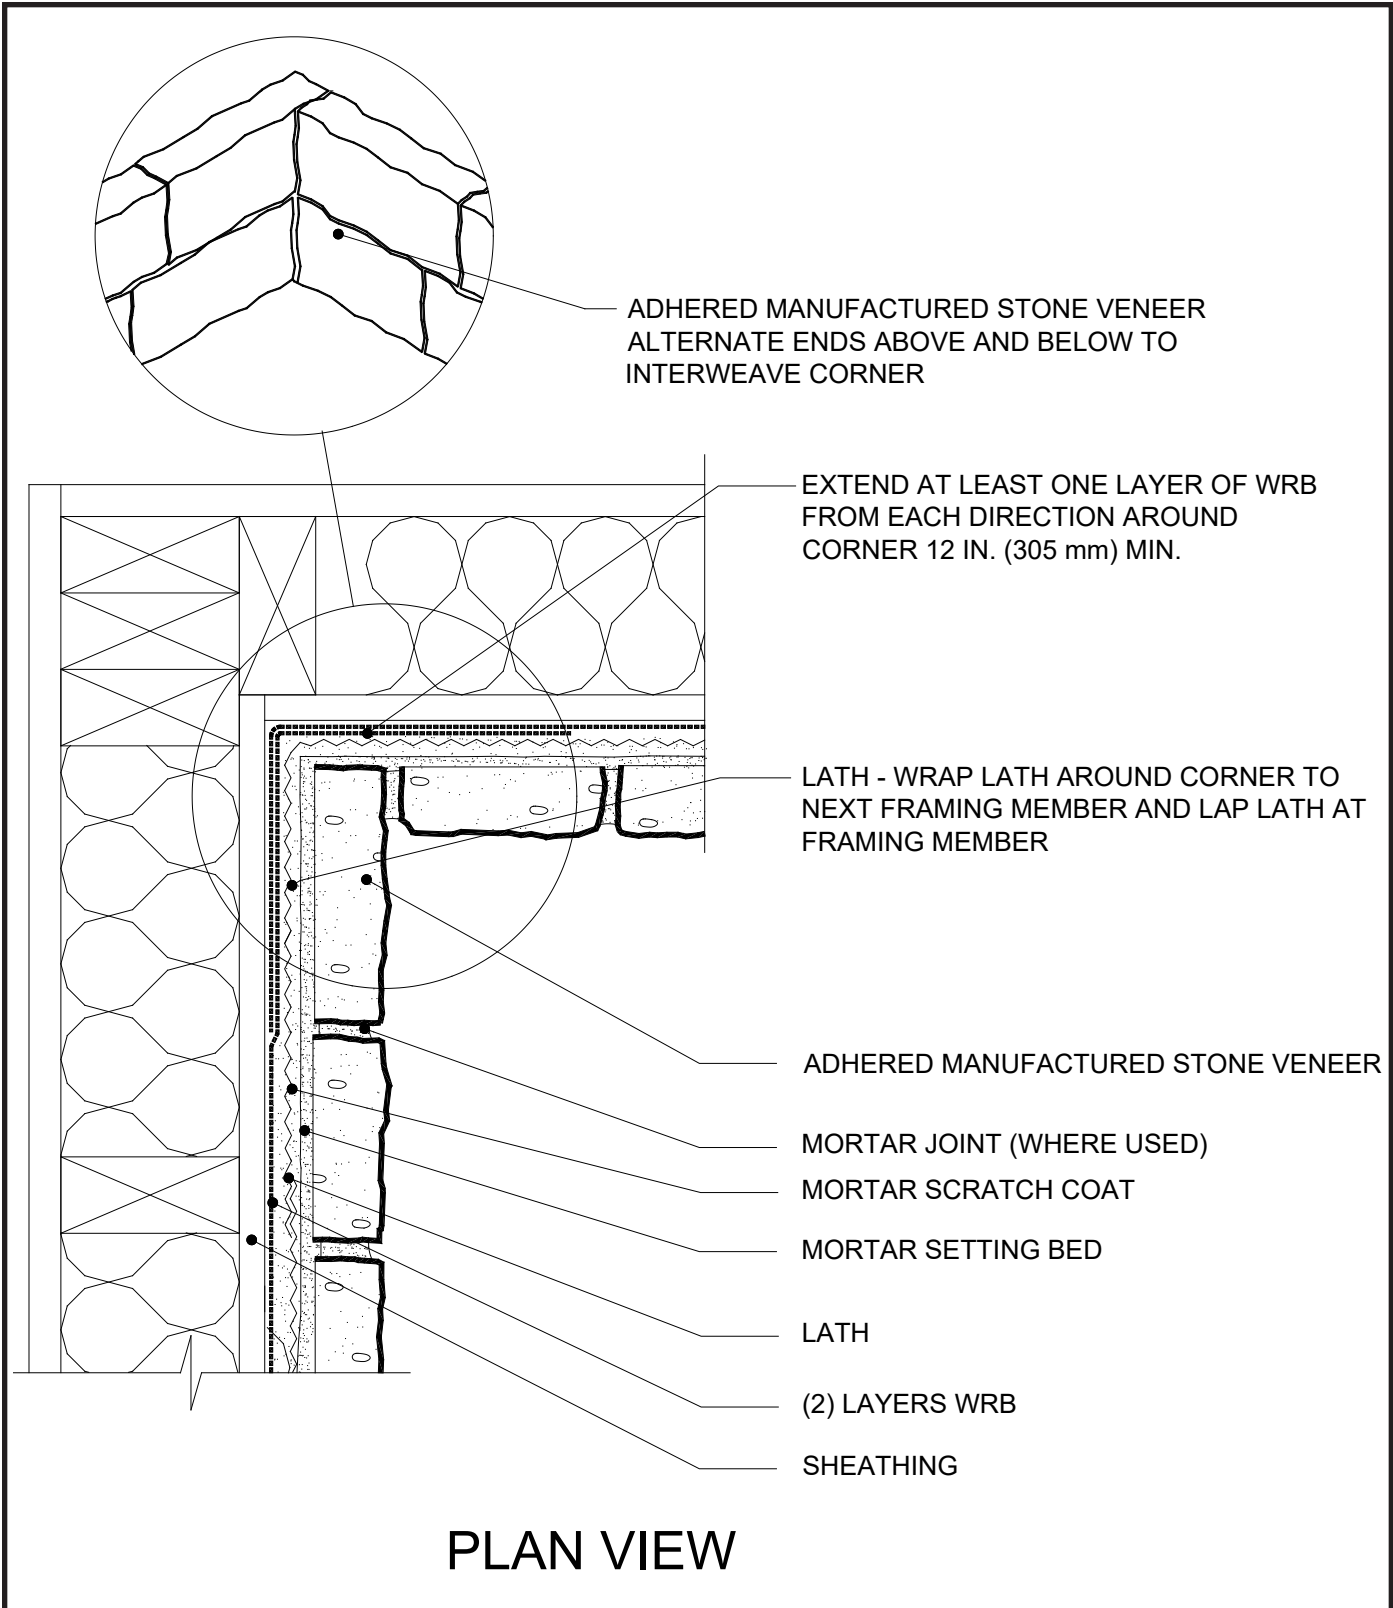 ADHERED MANUFACTURED STONE VENEER
ALTERNATE ENDS ABOVE AND BELOW TO
INTERWEAVE CORNER
EXTEND AT LEAST ONE LAYER OF WRB
FROM EACH DIRECTION AROUND
CORNER 12 IN. (305 mm) MIN.
LATH - WRAP LATH AROUND CORNER TO
NEXT FRAMING MEMBER AND LAP LATH AT
FRAMING MEMBER
ADHERED MANUFACTURED STONE VENEER
MORTAR JOINT (WHERE USED)
MORTAR SCRATCH COAT
MORTAR SETTING BED
LATH
(2) LAYERS WRB
SHEATHING
PLAN VIEW